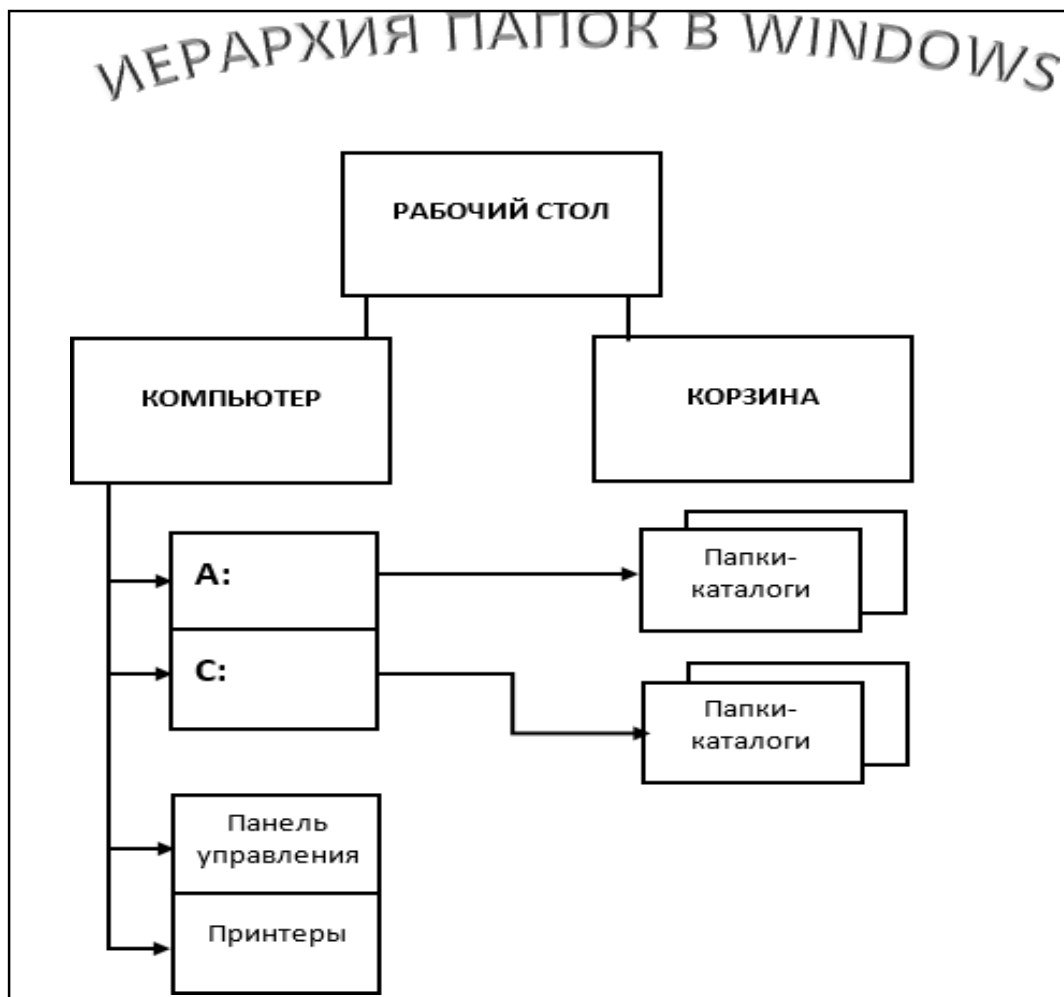 ИЕРАРХИЯ ПАПОК В WINDOWS
РАБОЧИЙ СТОЛ
КОМПЬЮТЕР
КОРЗИНА
A:
Папки-
каталоги
C:
Папки-
каталоги
Панель
управления
Принтеры